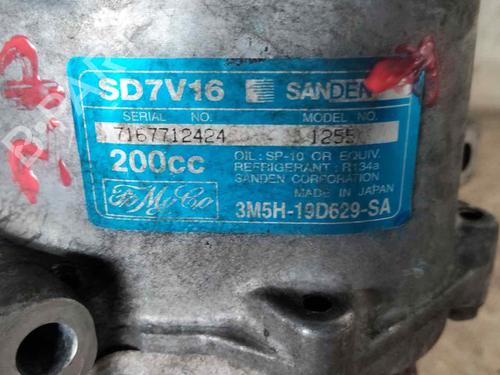 SD7V16 SANDEN
SERIAL NO. MODEL NO.
7167712424 1255
200cc OIL: SP-10 OR EQUIV.
REFRIGERANT: R134a
SANDEN CORPORATION
MADE IN JAPAN
FoMoCo 3M5H-19D629-SA